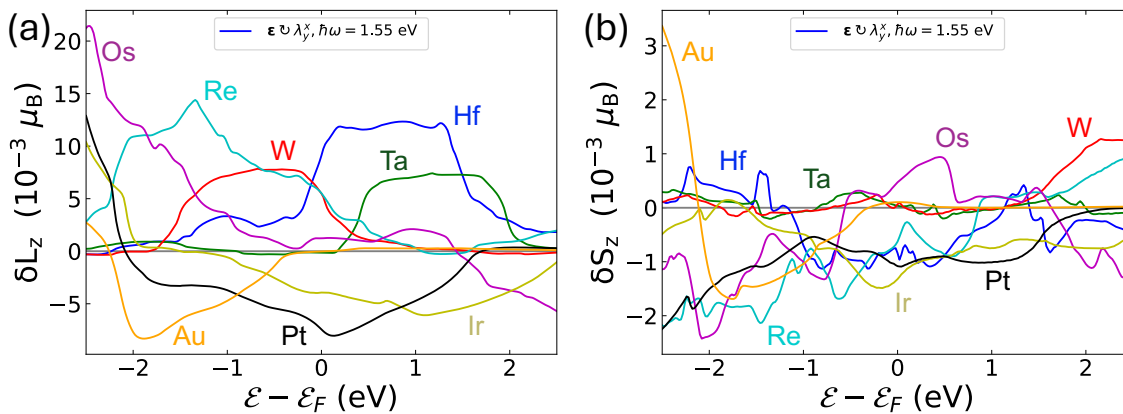 (a)
ε ↻ λ_y^x, ħω = 1.55 eV
Os
Re
W
Hf
Ta
Au
Pt
Ir
20
15
10
5
0
−5
δL_z (10^−3 μ_B)
−2
−1
0
1
2
ℰ − ℰ_F (eV)
(b)
ε ↻ λ_y^x, ħω = 1.55 eV
Au
Hf
Ta
Os
W
Re
Ir
Pt
3
2
1
0
−1
−2
δS_z (10^−3 μ_B)
−2
−1
0
1
2
ℰ − ℰ_F (eV)